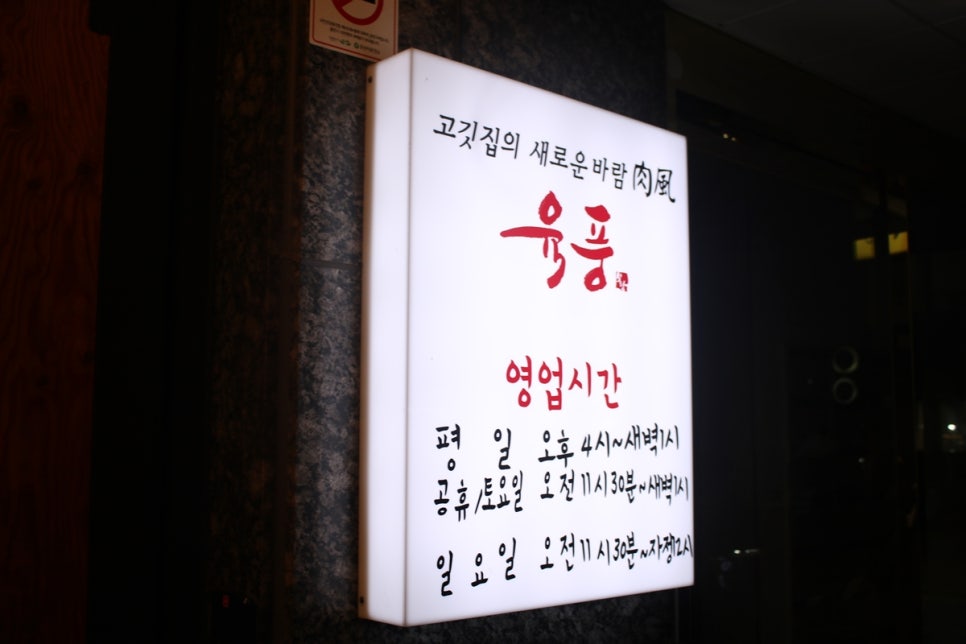 고깃집의 새로운 바람 肉風
육풍
영업시간
평 일 오후 4시~새벽1시
공휴/토요일 오전 11시30분~새벽1시
일 요 일 오전 11시30분~자정12시